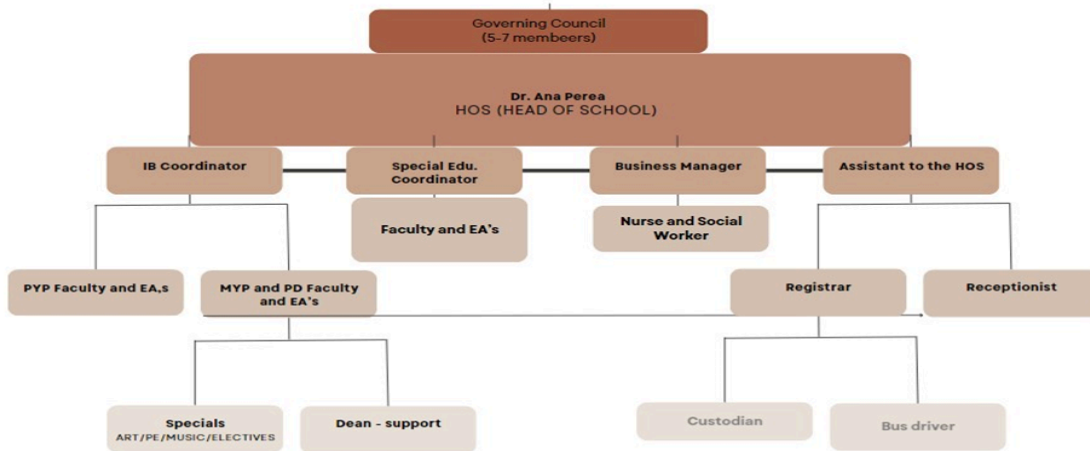 Governing Council
(5-7 membeers)
Dr. Ana Perea
HOS (HEAD OF SCHOOL)
IB Coordinator
Special Edu.
Coordinator
Business Manager
Assistant to the HOS
Faculty and EA's
Nurse and Social
Worker
PYP Faculty and EA,s
MYP and PD Faculty
and EA's
Registrar
Receptionist
Specials
ART/PE/MUSIC/ELECTIVES
Dean - support
Custodian
Bus driver